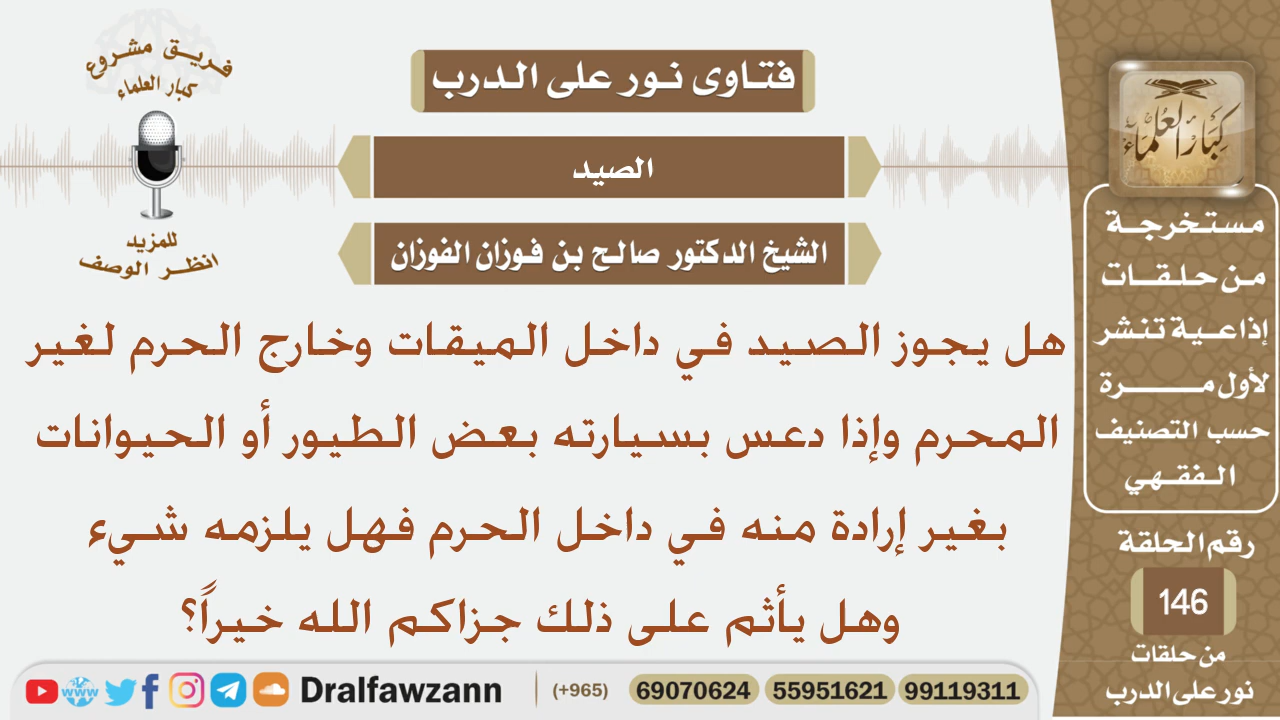 فريق مشروع
كبار العلماء
للمزيد
انظر الوصف
فتاوى نور على الدرب
الصيد
الشيخ الدكتور صالح بن فوزان الفوزان
هل يجوز الصيد في داخل الميقات وخارج الحرم لغير
المحرم وإذا دعس بسيارته بعض الطيور أو الحيوانات
بغير إرادة منه في داخل الحرم فهل يلزمه شيء
وهل يأثم على ذلك جزاكم الله خيراً؟
كبار العلماء
مستخرجة
من حلقات
إذاعية تنشر
لأول مرة
حسب التصنيف
الفقهي
رقم الحلقة
146
من حلقات
نور على الدرب
www Dralfawzann (+965) 69070624 55951621 99119311